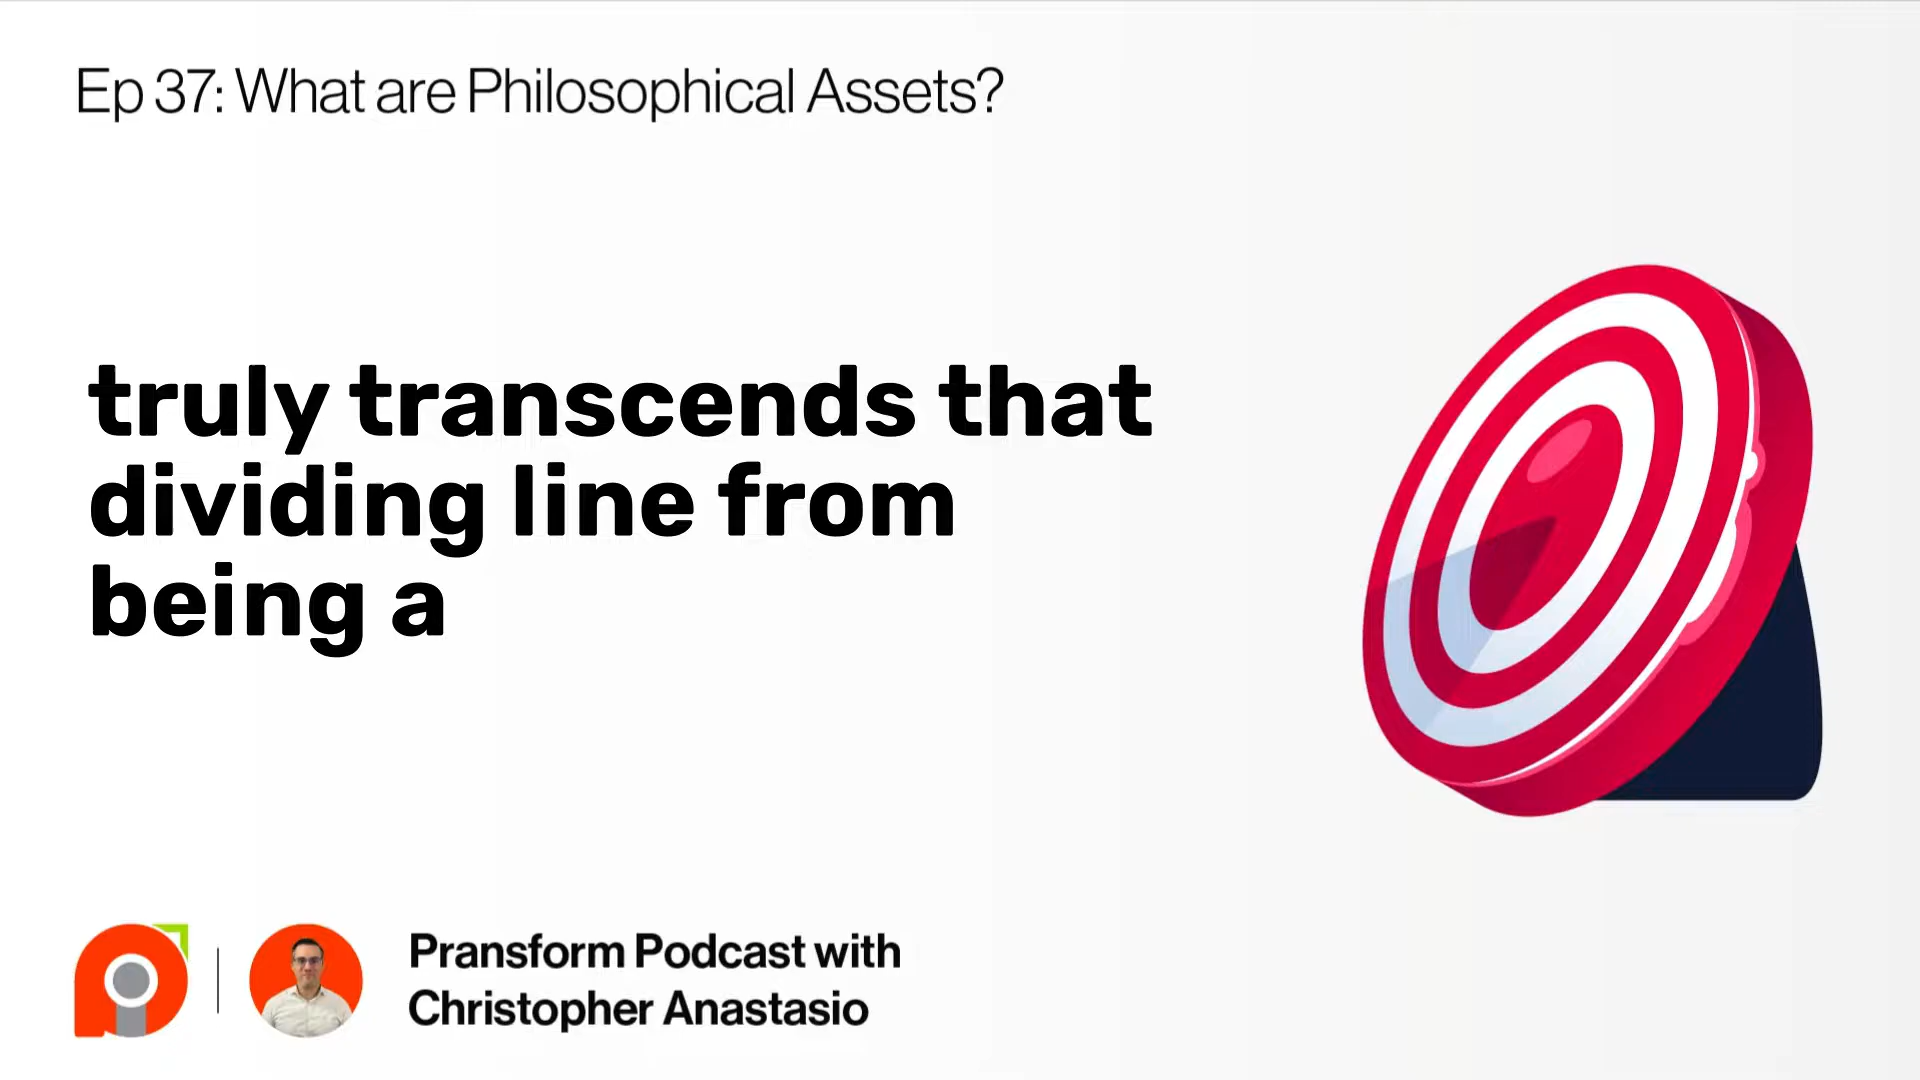 Ep 37: What are Philosophical Assets?
truly transcends that
dividing line from
being a
Pransform Podcast with
Christopher Anastasio